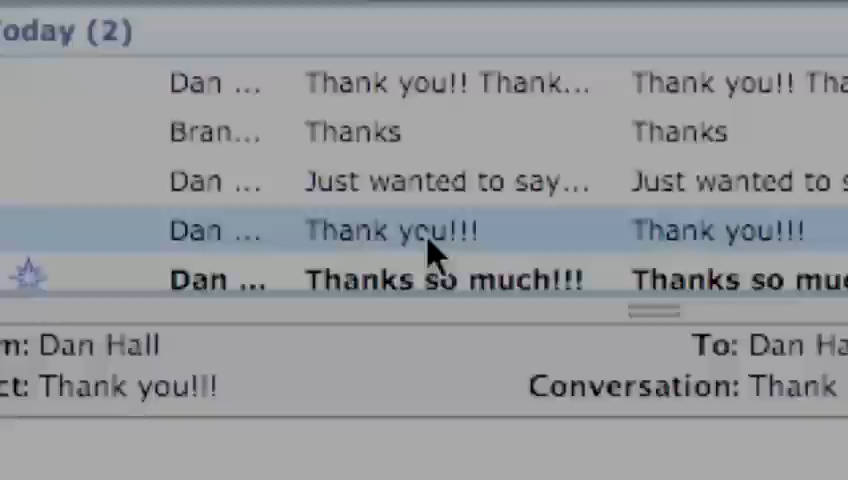 Today (2)
Dan ... Thank you!! Thank... Thank you!! Tha
Bran... Thanks Thanks
Dan ... Just wanted to say... Just wanted to s
Dan ... Thank you!!! Thank you!!!
Dan ... Thanks so much!!! Thanks so muc
m: Dan Hall To: Dan Ha
ct: Thank you!!! Conversation: Thank